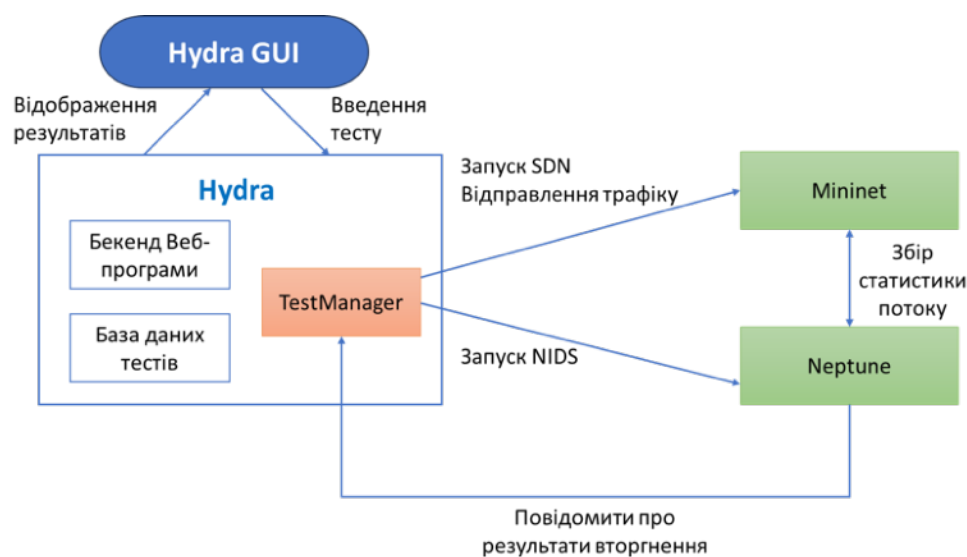 Hydra GUI
Відображення
результатів
Введення
тесту
Hydra
Бекенд Веб-
програми
База даних
тестів
TestManager
Запуск SDN
Відправлення трафіку
Запуск NIDS
Mininet
Збір
статистики
потоку
Neptune
Повідомити про
результати вторгнення